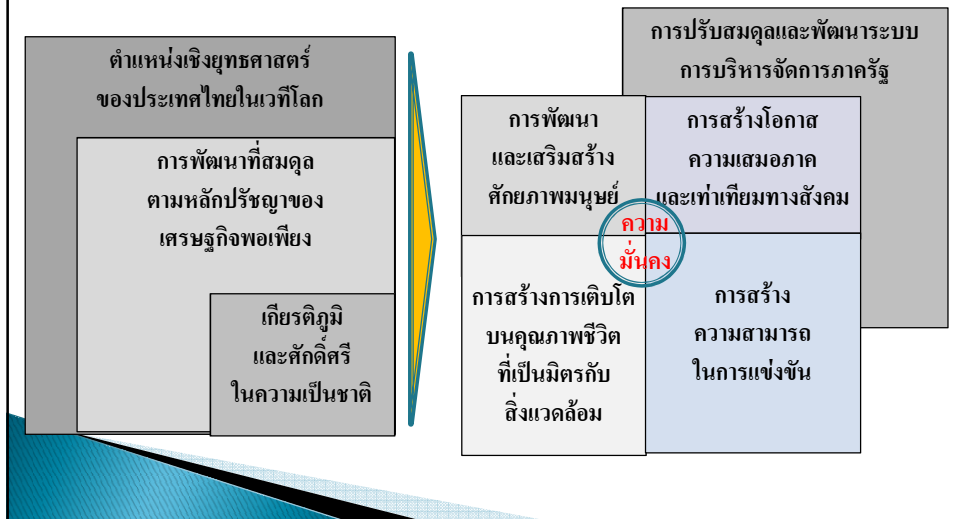 ตำแหน่งเชิงยุทธศาสตร์
ของประเทศไทยในเวทีโลก
การพัฒนาที่สมดุล
ตามหลักปรัชญาของ
เศรษฐกิจพอเพียง
เกียรติภูมิ
และศักดิ์ศรี
ในความเป็นชาติ
การปรับสมดุลและพัฒนาระบบ
การบริหารจัดการภาครัฐ
การพัฒนา
และเสริมสร้าง
ศักยภาพมนุษย์
การสร้างโอกาส
ความเสมอภาค
และเท่าเทียมทางสังคม
ความ
มั่นคง
การสร้างการเติบโต
บนคุณภาพชีวิต
ที่เป็นมิตรกับ
สิ่งแวดล้อม
การสร้าง
ความสามารถ
ในการแข่งขัน